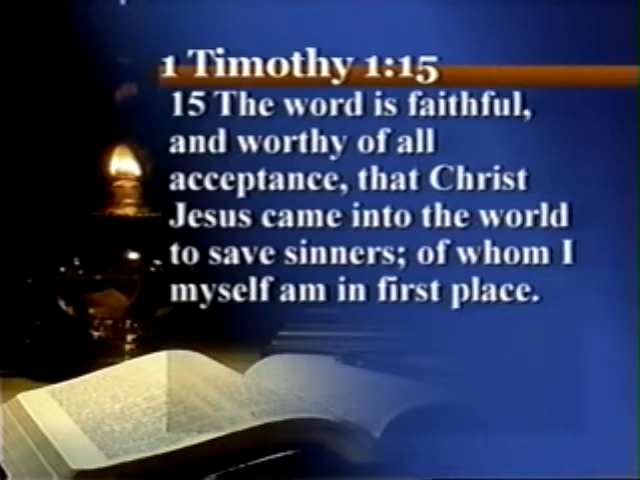 1 Timothy 1:15
15 The word is faithful,
and worthy of all
acceptance, that Christ
Jesus came into the world
to save sinners; of whom I
myself am in first place.